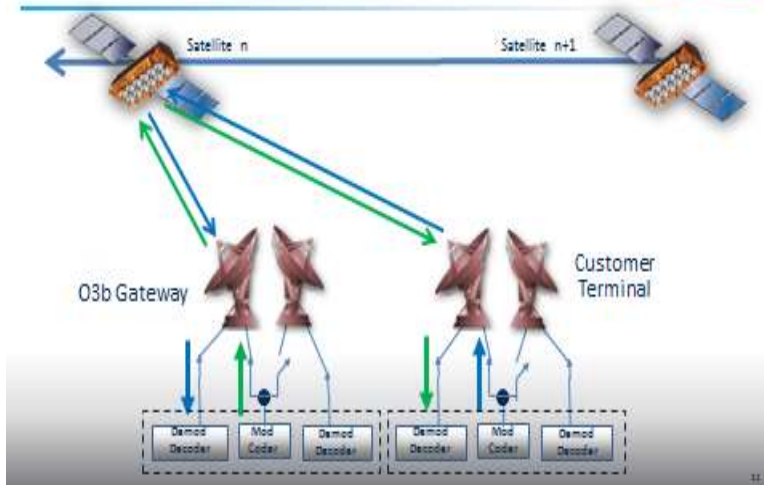 Satellite n
Satellite n+1
O3b Gateway
Customer
Terminal
Demod
Decoder
Mod
Coder
Demod
Decoder
Demod
Decoder
Mod
Coder
Demod
Decoder
11